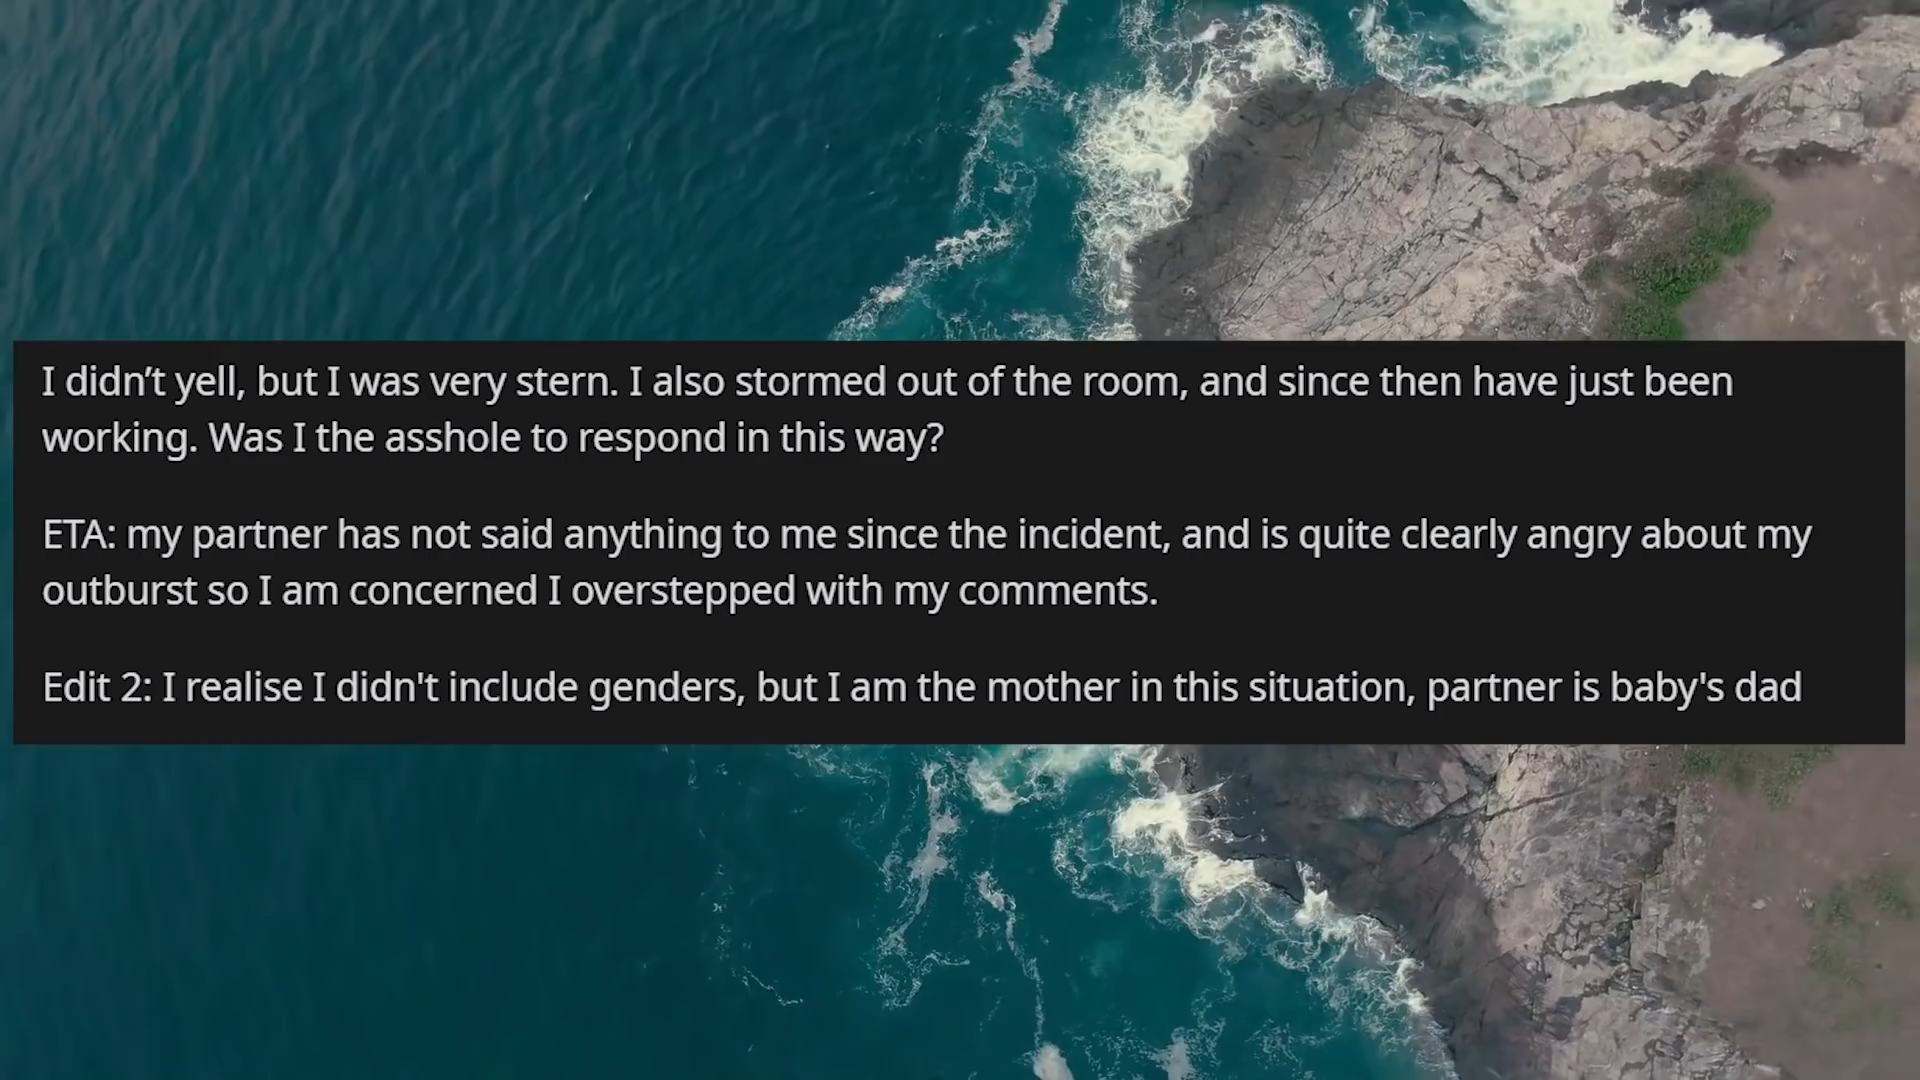 I didn’t yell, but I was very stern. I also stormed out of the room, and since then have just been
working. Was I the asshole to respond in this way?
ETA: my partner has not said anything to me since the incident, and is quite clearly angry about my
outburst so I am concerned I overstepped with my comments.
Edit 2: I realise I didn't include genders, but I am the mother in this situation, partner is baby's dad